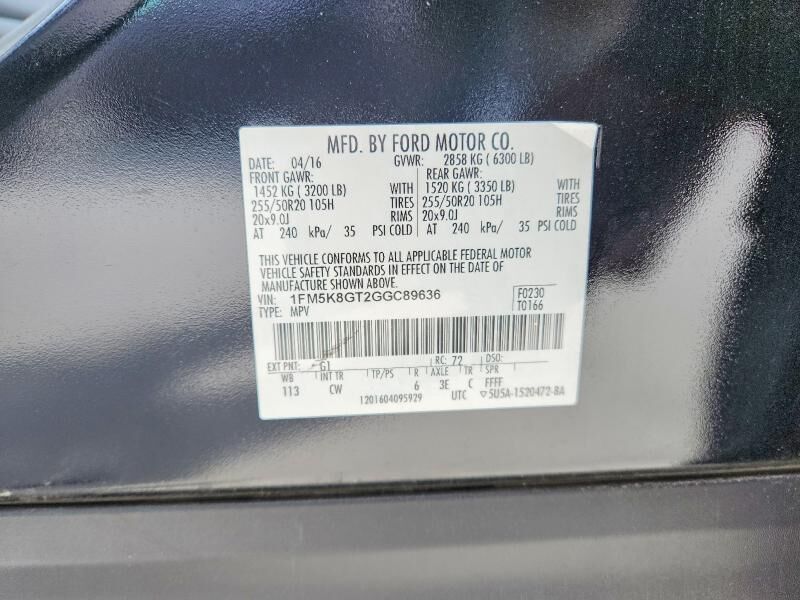 MFD. BY FORD MOTOR CO.
DATE: 04/16 GVWR: 2858 KG ( 6300 LB)
FRONT GAWR: REAR GAWR:
1452 KG ( 3200 LB) WITH 1520 KG ( 3350 LB) WITH
255/50R20 105H TIRES 255/50R20 105H TIRES
20x9.0J RIMS 20x9.0J RIMS
AT 240 kPa/ 35 PSI COLD AT 240 kPa/ 35 PSI COLD
THIS VEHICLE CONFORMS TO ALL APPLICABLE FEDERAL MOTOR
VEHICLE SAFETY STANDARDS IN EFFECT ON THE DATE OF
MANUFACTURE SHOWN ABOVE.
VIN: 1FM5K8GT2GGC89636 F0230
TYPE: MPV T0166
EXT PNT: G1 RC: 72 DSO:
WB INT TR TP/PS R AXLE TR SPR
113 CW 6 3E C FFFF
1201604095929 UTC ▽5U5A-1520472-BA